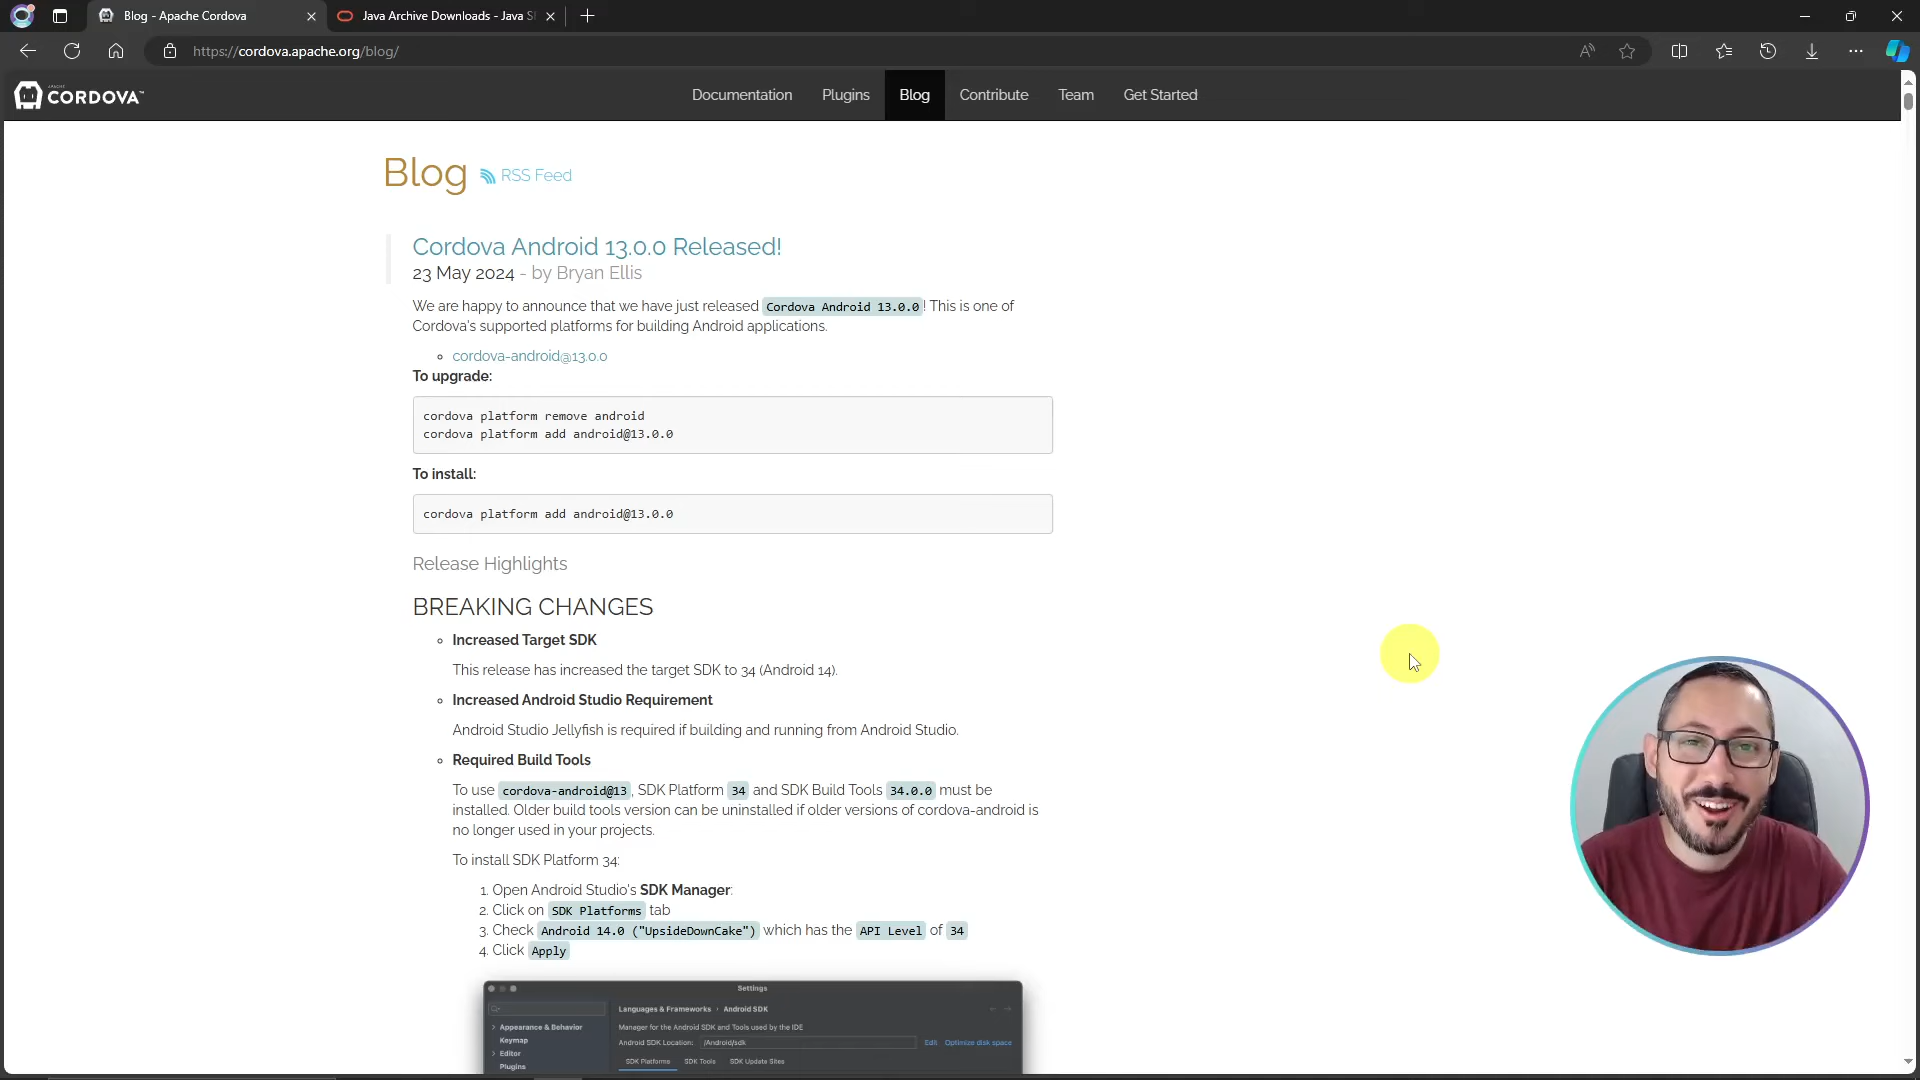 Blog - Apache Cordova
Java Archive Downloads - Java S
https://cordova.apache.org/blog/
APACHE
CORDOVA™
Documentation
Plugins
Blog
Contribute
Team
Get Started
Blog
RSS Feed
Cordova Android 13.0.0 Released!
23 May 2024 - by Bryan Ellis
We are happy to announce that we have just released Cordova Android 13.0.0! This is one of
Cordova's supported platforms for building Android applications.
cordova-android@13.0.0
To upgrade:
cordova platform remove android
cordova platform add android@13.0.0
To install:
cordova platform add android@13.0.0
Release Highlights
BREAKING CHANGES
Increased Target SDK
This release has increased the target SDK to 34 (Android 14).
Increased Android Studio Requirement
Android Studio Jellyfish is required if building and running from Android Studio.
Required Build Tools
To use cordova-android@13, SDK Platform 34 and SDK Build Tools 34.0.0 must be
installed. Older build tools version can be uninstalled if older versions of cordova-android is
no longer used in your projects.
To install SDK Platform 34:
1. Open Android Studio's SDK Manager:
2. Click on SDK Platforms tab
3. Check Android 14.0 ("UpsideDownCake") which has the API Level of 34
4. Click Apply
Settings
Languages & Frameworks › Android SDK
Appearance & Behavior
Manager for the Android SDK and Tools used by the IDE
Keymap
Android SDK Location: /Android/sdk
Edit
Optimize disk space
Editor
SDK Platforms
SDK Tools
SDK Update Sites
Plugins